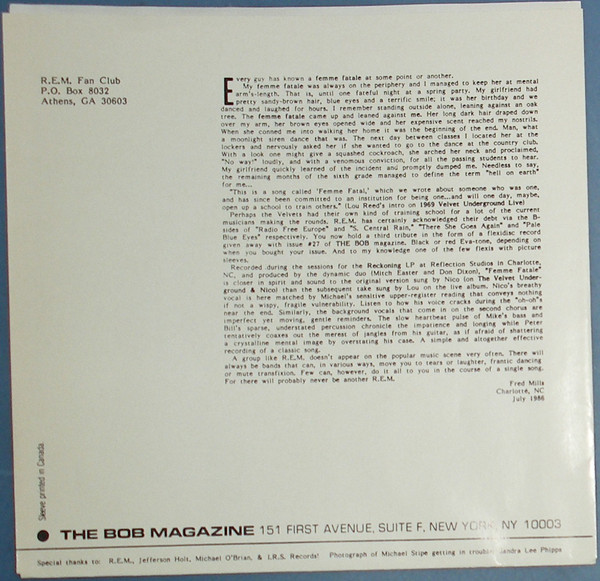 R.E.M. Fan Club
P.O. Box 8032
Athens, GA 30603
Every guy has known a femme fatale at some point or another.
My femme fatale was always on the periphery and I managed to keep her at mental
arm's-length. That is, until one fateful night at a spring party. My girlfriend had
pretty sandy-brown hair, blue eyes and a terrific smile; it was her birthday and we
danced and laughed for hours. I remember standing outside alone, leaning against an oak
tree. The femme fatale came up and leaned against me. Her long dark hair draped down
over my arm, her brown eyes opened wide and her expensive scent reached my nostrils.
When she conned me into walking her home it was the beginning of the end. Man, what
a moonlight siren dance that was. The next day between classes I located her at the
lockers and nervously asked her if she wanted to go to the dance at the country club.
With a look one might give a squashed cockroach, she arched her neck and proclaimed,
"No way!" loudly, and with a venomous conviction, for all the passing students to hear.
My girlfriend quickly learned of the incident and promptly dumped me. Needless to say,
the remaining months of the sixth grade managed to define the term "hell on earth"
for me...
"This is a song called 'Femme Fatal,' which we wrote about someone who was one,
and has since been committed to an institution for being one...and will one day, maybe,
open up a school to train others." (Lou Reed's intro on 1969 Velvet Underground Live)
Perhaps the Velvets had their own kind of training school for a lot of the current
musicians making the rounds. R.E.M. has certainly acknowledged their debt via the B-
sides of "Radio Free Europe" and "S. Central Rain," "There She Goes Again" and "Pale
Blue Eyes" respectively. You now hold a third tribute in the form of a flexidisc record
given away with issue #27 of THE BOB magazine. Black or red Eva-tone, depending on
when you bought your issue. And to my knowledge one of the few flexis with picture
sleeves.
Recorded during the sessions for the Reckoning LP at Reflection Studios in Charlotte,
NC, and produced by the dynamic duo (Mitch Easter and Don Dixon), "Femme Fatale"
is closer in spirit and sound to the original version sung by Nico (on The Velvet Under-
ground & Nico) than the subsequent take sung by Lou on the live album. Nico's breathy
vocal is here matched by Michael's sensitive upper-register reading that conveys nothing
if not a wispy, fragile vulnerability. Listen to how his voice cracks during the "oh-oh"s
near the end. Similarly, the background vocals that come in on the second chorus are
imperfect yet moving, gentle reminders. The slow heartbeat pulse of Mike's bass and
Bill's sparse, understated percussion chronicle the impatience and longing while Peter
tentatively coaxes out the merest of jangles from his guitar, as if afraid of shattering
a crystalline mental image by overstating his case. A simple and altogether effective
recording of a classic song.
A group like R.E.M. doesn't appear on the popular music scene very often. There will
always be bands that can, in various ways, move you to tears or laughter, frantic dancing
or mute transfixion. Few can, however, do it all to you in the course of a single song.
For there will probably never be another R.E.M.
Fred Mills
Charlotte, NC
July 1986
Sleeve printed in Canada.
THE BOB MAGAZINE 151 FIRST AVENUE, SUITE F, NEW YORK, NY 10003
Special thanks to: R.E.M., Jefferson Holt, Michael O'Brian, & I.R.S. Records! Photograph of Michael Stipe getting in trouble: Sandra Lee Phipps